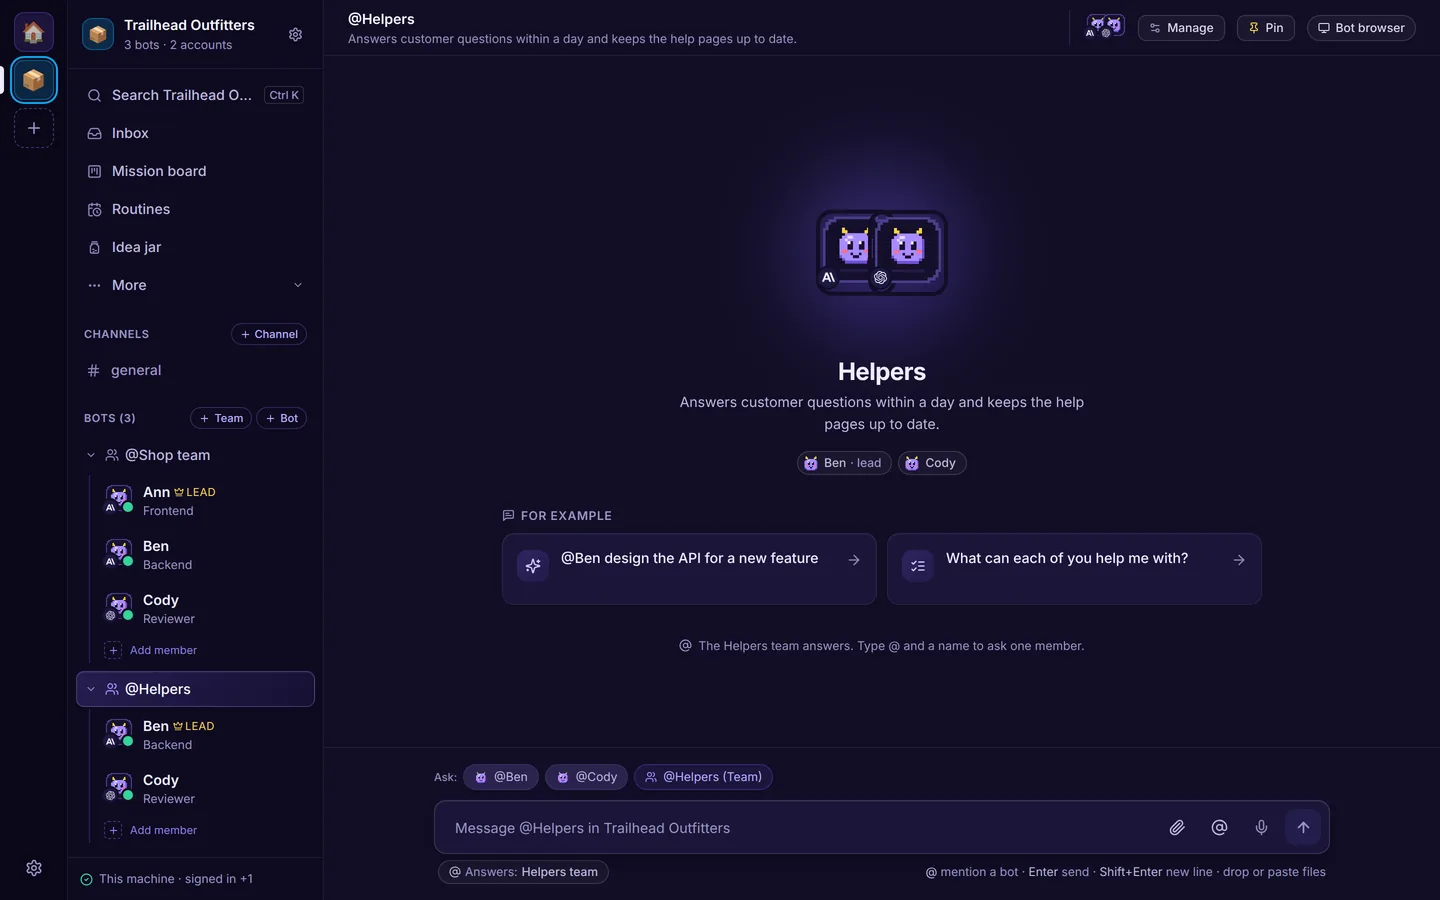 Trailhead Outfitters
3 bots · 2 accounts
Search Trailhead O...
Ctrl K
Inbox
Mission board
Routines
Idea jar
More
CHANNELS
+ Channel
# general
BOTS (3)
+ Team
+ Bot
@Shop team
Ann LEAD
Frontend
Ben
Backend
Cody
Reviewer
+ Add member
@Helpers
Ben LEAD
Backend
Cody
Reviewer
+ Add member
This machine · signed in +1
@Helpers
Answers customer questions within a day and keeps the help pages up to date.
Manage
Pin
Bot browser
Helpers
Answers customer questions within a day and keeps the help
pages up to date.
Ben · lead
Cody
FOR EXAMPLE
@Ben design the API for a new feature
What can each of you help me with?
@ The Helpers team answers. Type @ and a name to ask one member.
Ask:
@Ben
@Cody
@Helpers (Team)
Message @Helpers in Trailhead Outfitters
@ Answers: Helpers team
@ mention a bot · Enter send · Shift+Enter new line · drop or paste files